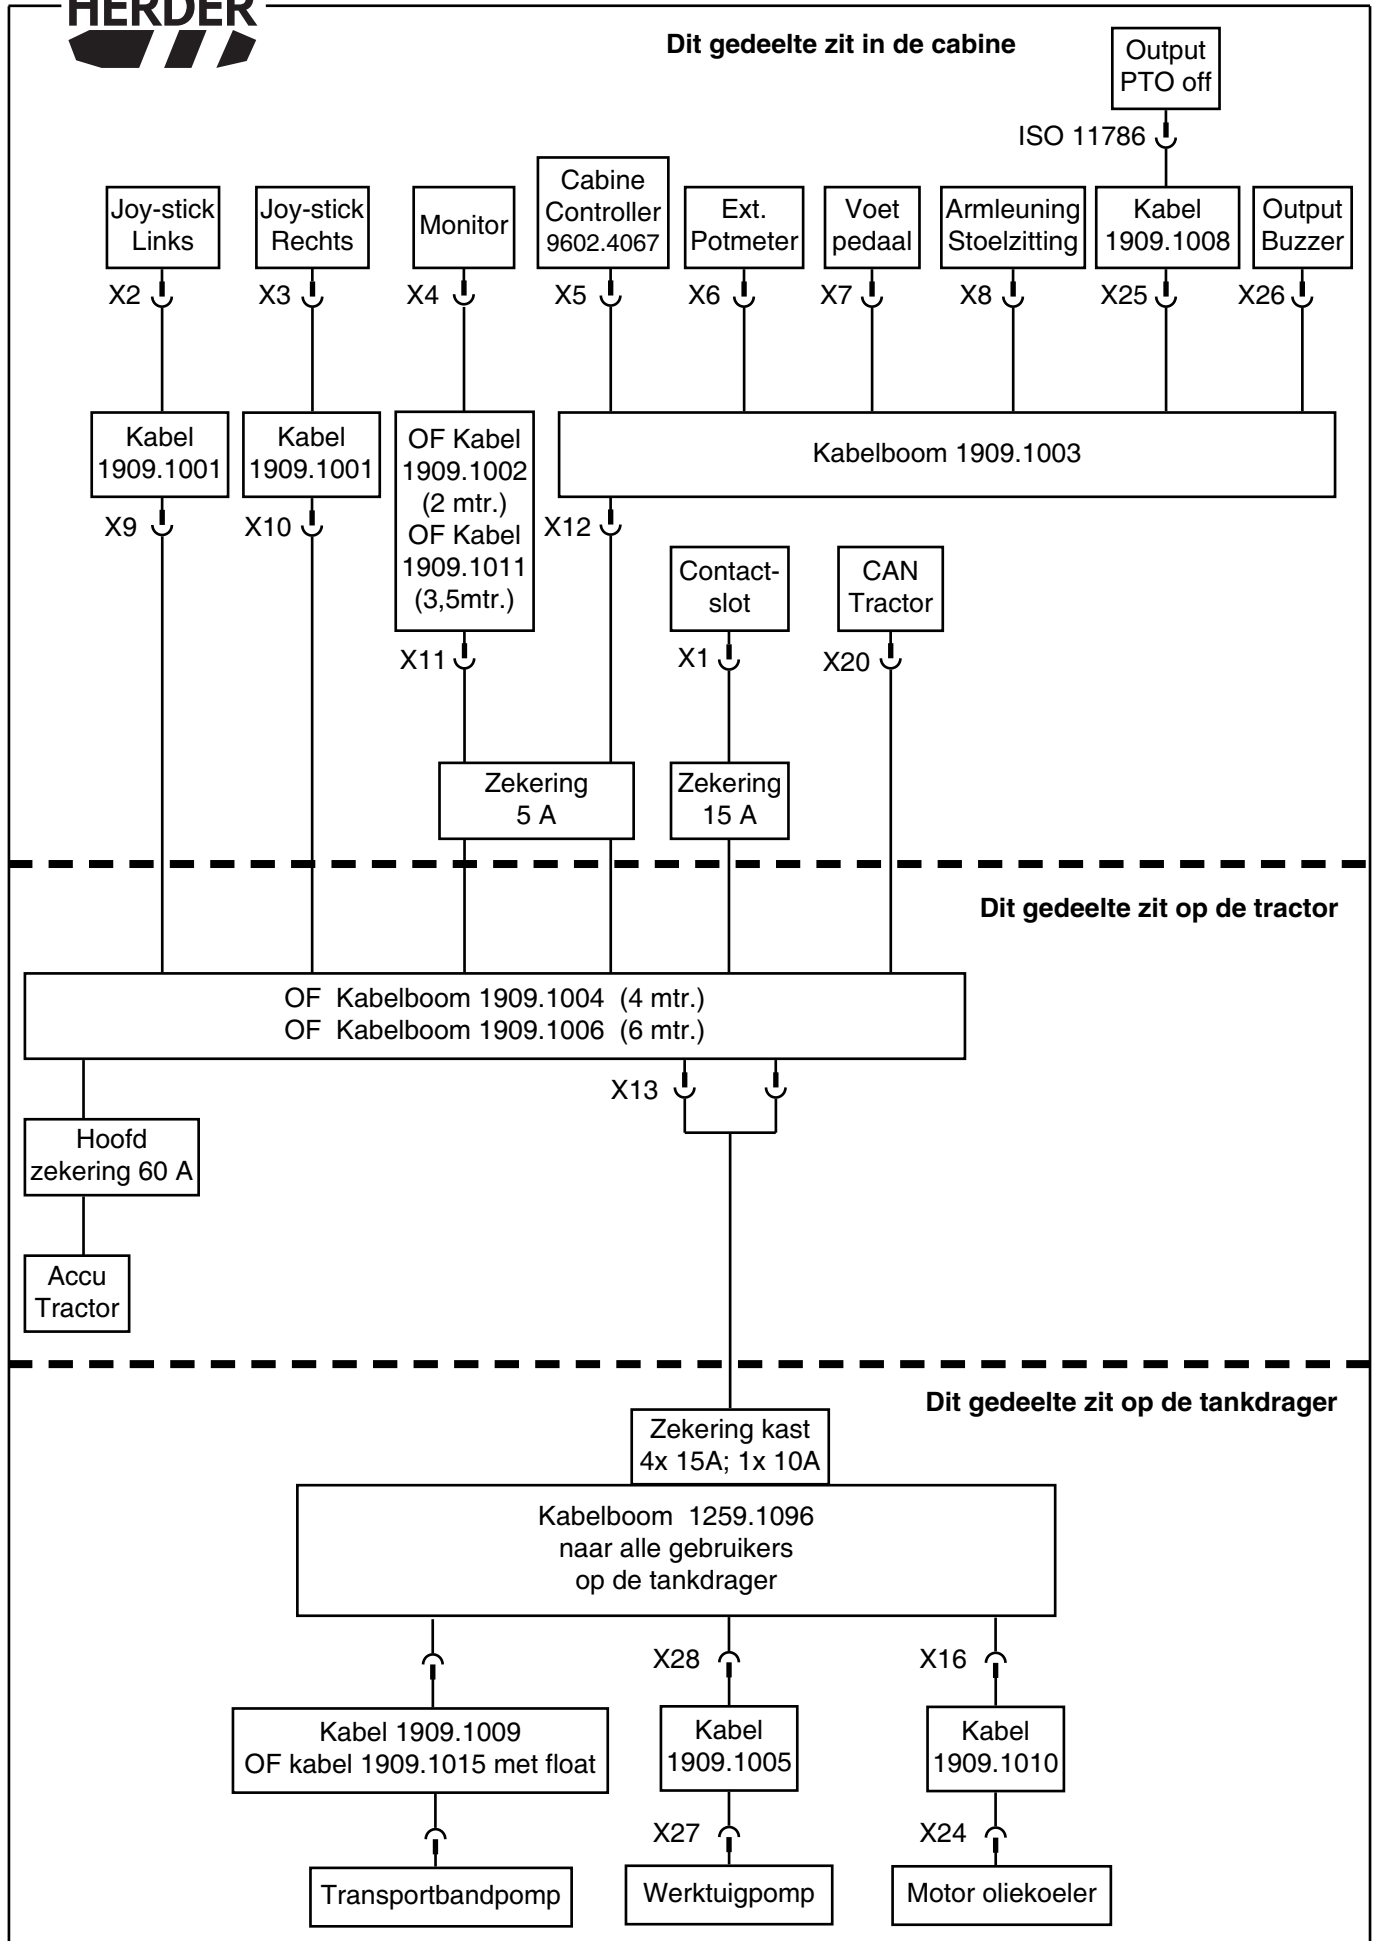 HERDER
Dit gedeelte zit in de cabine
Output
PTO off
ISO 11786
Joy-stick
Links
Joy-stick
Rechts
Monitor
Cabine
Controller
9602.4067
Ext.
Potmeter
Voet
pedaal
Armleuning
Stoelzitting
Kabel
1909.1008
Output
Buzzer
X2
X3
X4
X5
X6
X7
X8
X25
X26
Kabel
1909.1001
Kabel
1909.1001
OF Kabel
1909.1002
(2 mtr.)
OF Kabel
1909.1011
(3,5mtr.)
Kabelboom 1909.1003
X9
X10
X12
Contact-
slot
CAN
Tractor
X11
X1
X20
Zekering
5 A
Zekering
15 A
Dit gedeelte zit op de tractor
OF Kabelboom 1909.1004 (4 mtr.)
OF Kabelboom 1909.1006 (6 mtr.)
X13
Hoofd
zekering 60 A
Accu
Tractor
Dit gedeelte zit op de tankdrager
Zekering kast
4x 15A; 1x 10A
Kabelboom 1259.1096
naar alle gebruikers
op de tankdrager
X28
X16
Kabel 1909.1009
OF kabel 1909.1015 met float
Kabel
1909.1005
Kabel
1909.1010
X27
X24
Transportbandpomp
Werktuigpomp
Motor oliekoeler